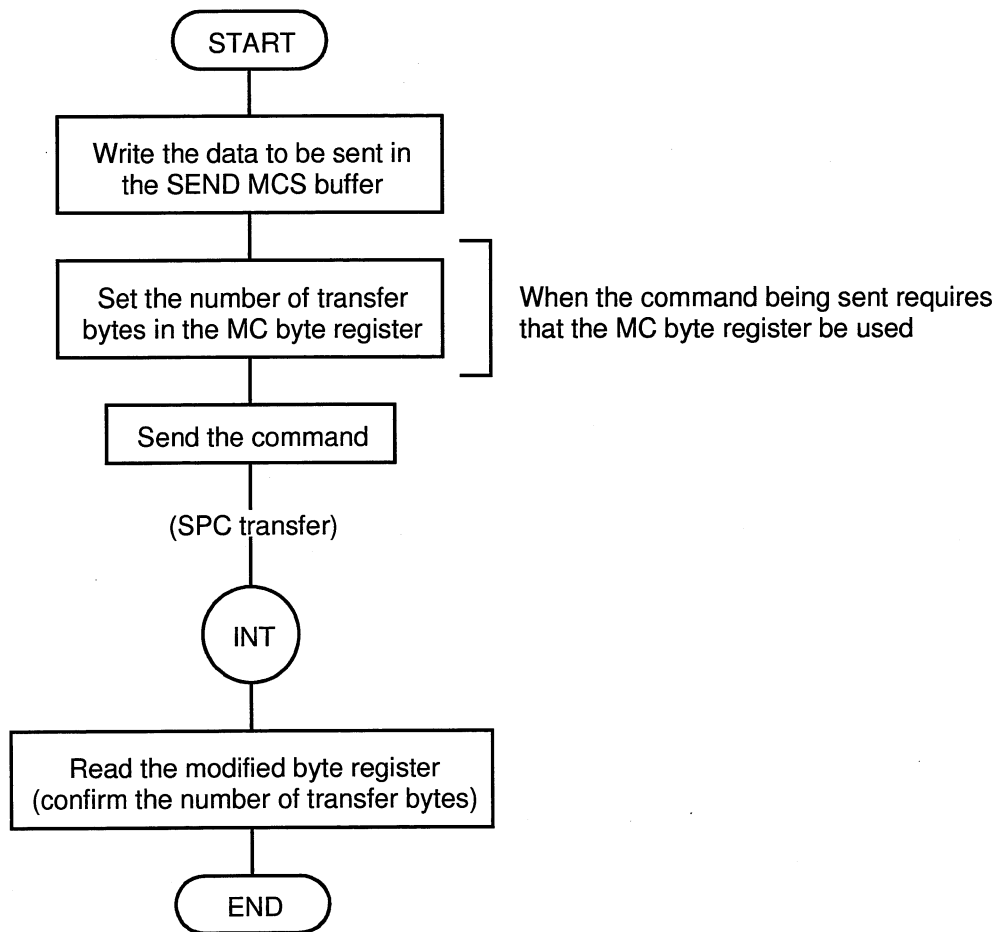 START
Write the data to be sent in
the SEND MCS buffer
Set the number of transfer
bytes in the MC byte register
When the command being sent requires
that the MC byte register be used
Send the command
(SPC transfer)
INT
Read the modified byte register
(confirm the number of transfer bytes)
END